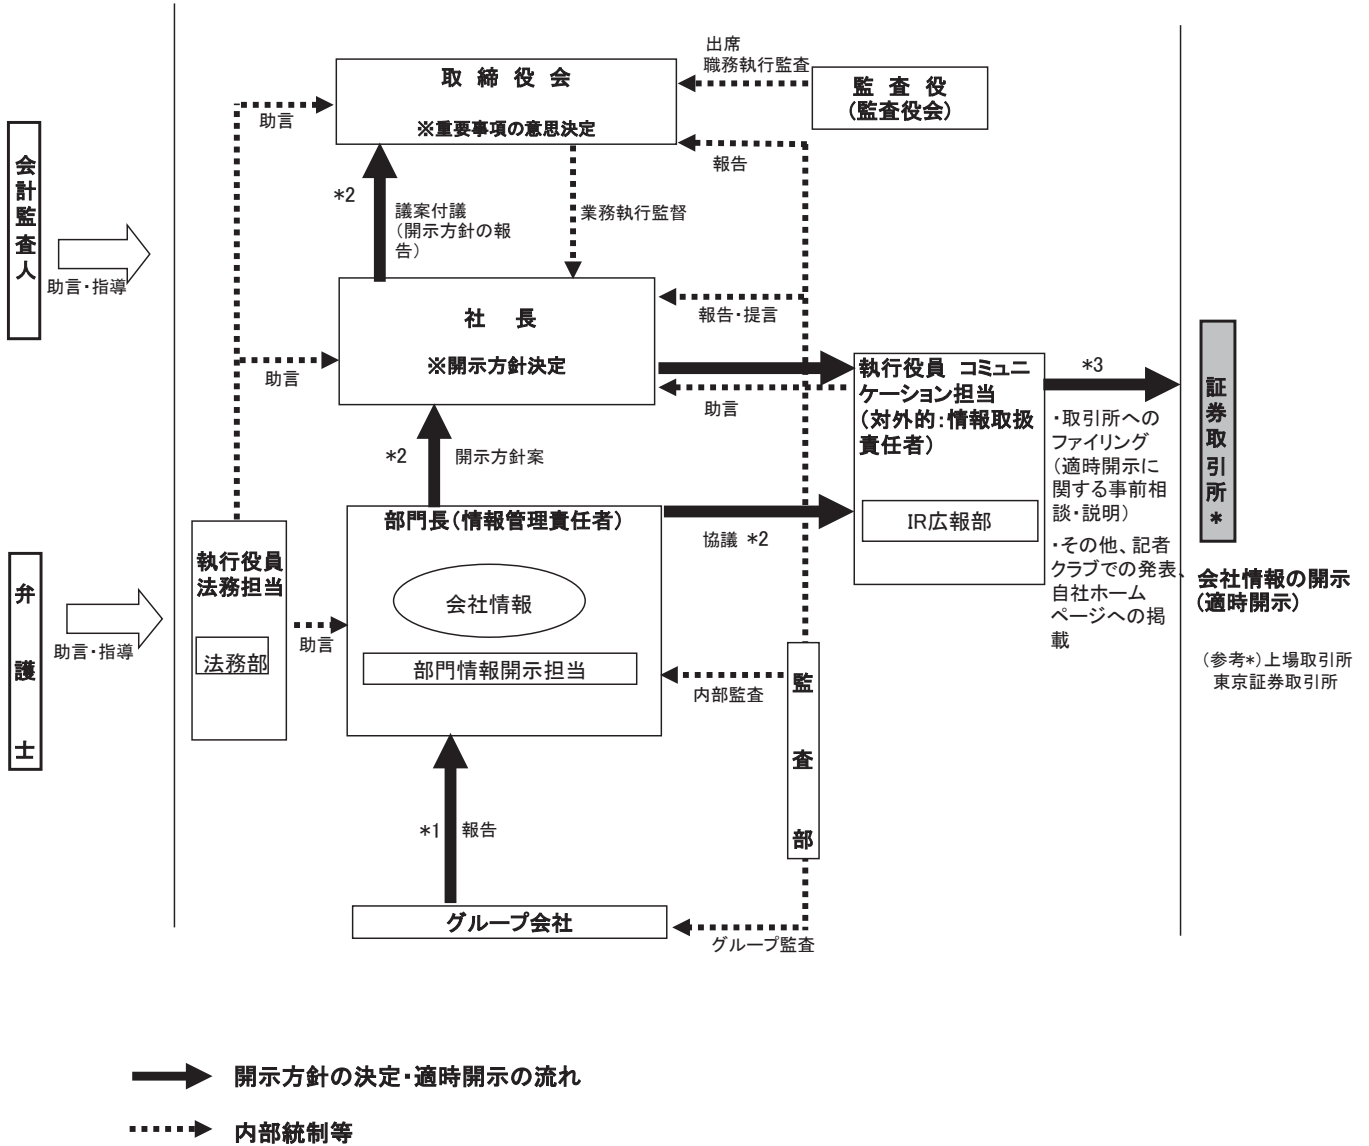 出席
職務執行監査
取 締 役 会
※重要事項の意思決定
監 査 役
(監査役会)
助言
報告
会計監査人
助言・指導
*2
議案付議
(開示方針の報
告)
業務執行監督
社 長
※開示方針決定
報告・提言
助言
助言
執行役員 コミュニ
ケーション担当
(対外的：情報取扱
責任者)
IR広報部
*3
・取引所への
ファイリング
(適時開示に
関する事前相
談・説明)
・その他、記者
クラブでの発表、
自社ホーム
ページへの掲
載
証券取引所*
会社情報の開示
(適時開示)
(参考*)上場取引所
東京証券取引所
*2
開示方針案
部門長(情報管理責任者)
会社情報
部門情報開示担当
協議 *2
執行役員
法務担当
法務部
助言
弁護士
助言・指導
内部監査
監査部
*1
報告
グループ会社
グループ監査
開示方針の決定・適時開示の流れ
内部統制等